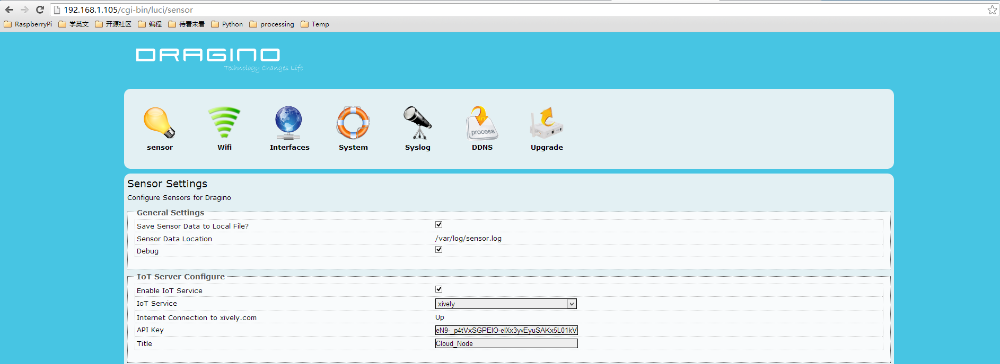 192.168.1.105/cgi-bin/luci/sensor
RaspberryPi 学英文 开源社区 编程 待看未看 Python processing Temp
DRAGINO
Technology Changes Life
in
process
sensor Wifi Interfaces System Syslog DDNS Upgrade
Sensor Settings
Configure Sensors for Dragino
General Settings
Save Sensor Data to Local File?
Sensor Data Location /var/log/sensor.log
Debug
IoT Server Configure
Enable IoT Service
IoT Service xively
Internet Connection to xively.com Up
API Key eN9-_p4tVxSGPEIO-elXx3yvEyuSAKx5L01kV
Title Cloud_Node